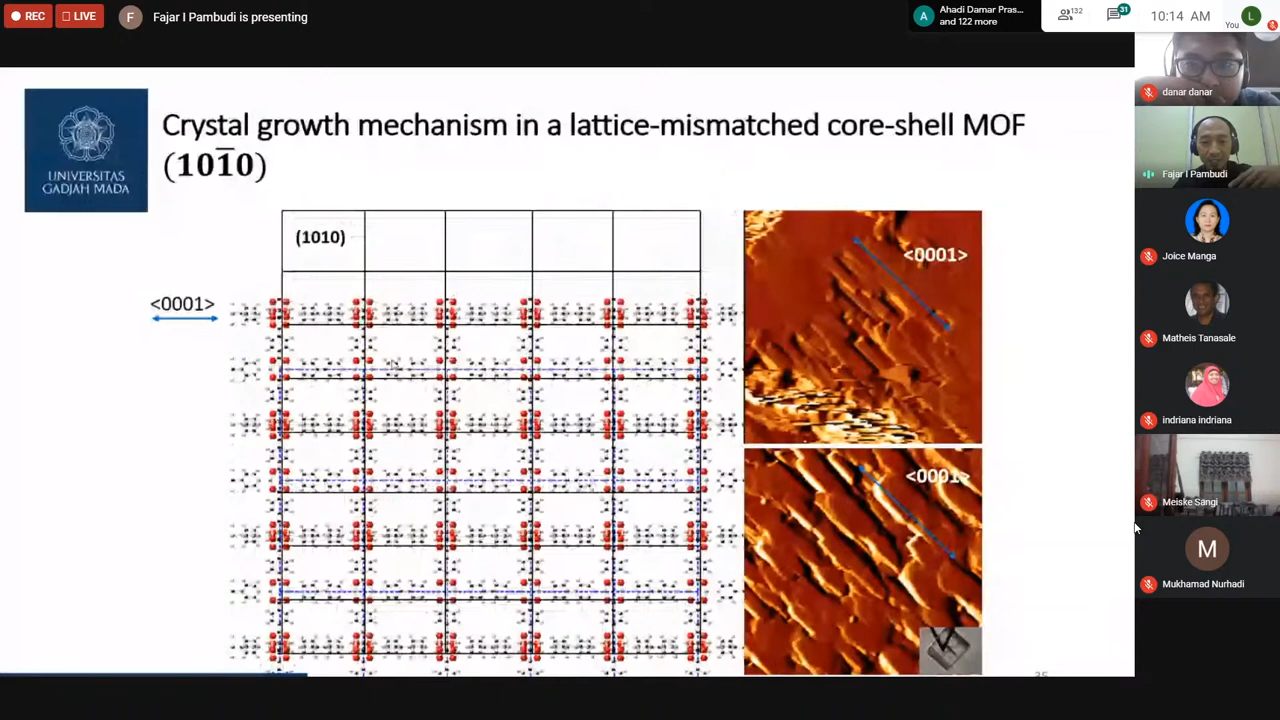 REC
LIVE
F
Fajar I Pambudi is presenting
A
Ahadi Damar Pras...
and 122 more
132
31
10:14 AM
You
L
UNIVERSITAS
GADJAH MADA
Crystal growth mechanism in a lattice-mismatched core-shell MOF
(101̅0)
(1010)
<0001>
<0001>
<0001>
danar danar
Fajar I Pambudi
Joice Manga
Matheis Tanasale
indriana indriana
Meiske Sangi
M
Mukhamad Nurhadi